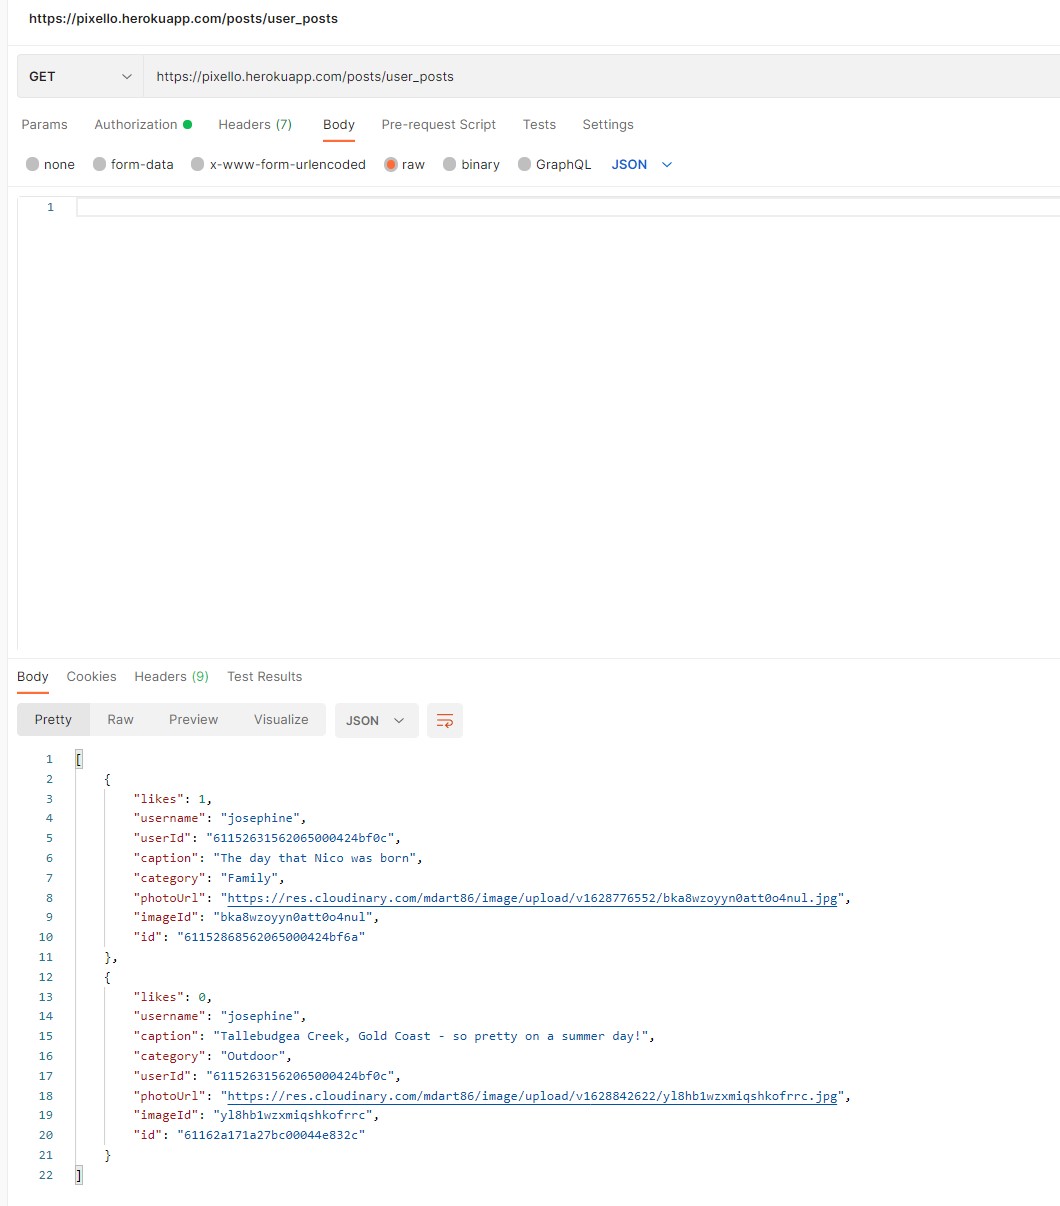 https://pixello.herokuapp.com/posts/user_posts
GET https://pixello.herokuapp.com/posts/user_posts
Params Authorization Headers (7) Body Pre-request Script Tests Settings
none form-data x-www-form-urlencoded raw binary GraphQL JSON
1
Body Cookies Headers (9) Test Results
Pretty Raw Preview Visualize JSON
1 [
2 {
3 "likes": 1,
4 "username": "josephine",
5 "userId": "61152631562065000424bf0c",
6 "caption": "The day that Nico was born",
7 "category": "Family",
8 "photoUrl": "https://res.cloudinary.com/mdart86/image/upload/v1628776552/bka8wzoyyn0att0o4nul.jpg",
9 "imageId": "bka8wzoyyn0att0o4nul",
10 "id": "61152868562065000424bf6a"
11 },
12 {
13 "likes": 0,
14 "username": "josephine",
15 "caption": "Tallebudgea Creek, Gold Coast - so pretty on a summer day!",
16 "category": "Outdoor",
17 "userId": "61152631562065000424bf0c",
18 "photoUrl": "https://res.cloudinary.com/mdart86/image/upload/v1628842622/yl8hb1wzxmiqshkofrrc.jpg",
19 "imageId": "yl8hb1wzxmiqshkofrrc",
20 "id": "61162a171a27bc00044e832c"
21 }
22 ]